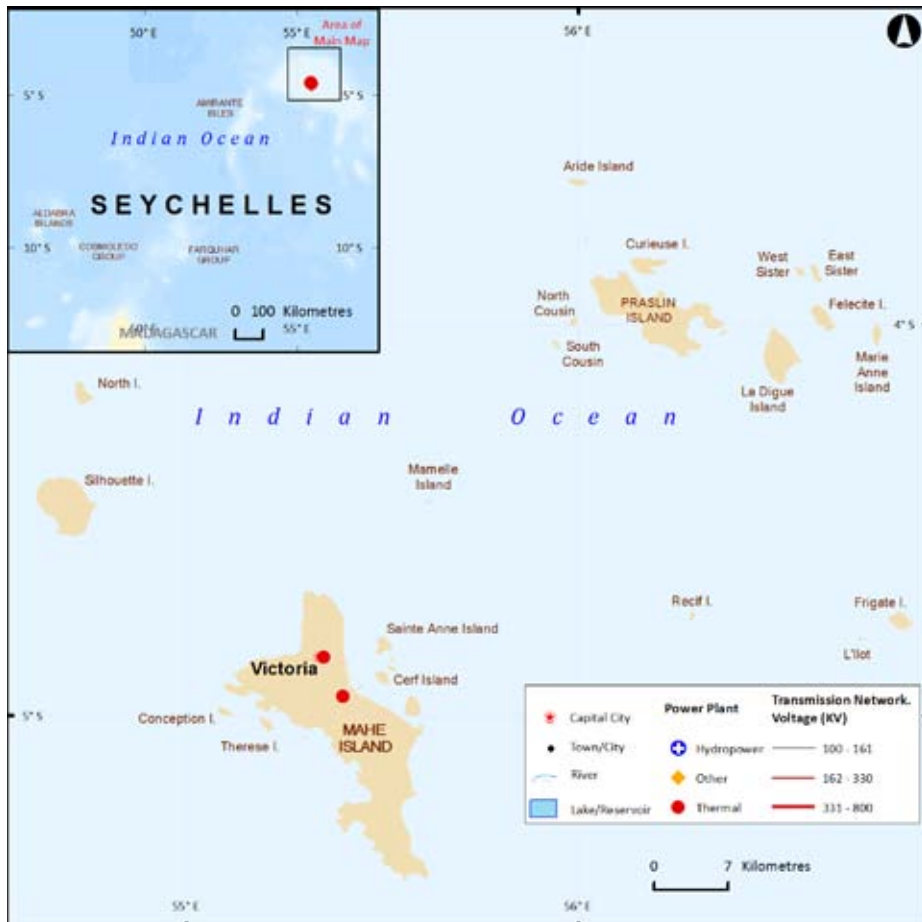 50° E
55° E
Area of
Main Map
5° S
5° S
AMIRANTE
ISLES
Indian Ocean
SEYCHELLES
ALDABRA
ISLANDS
10° S
COSMOLEDO
GROUP
FARQUHAR
GROUP
10° S
0 100 Kilometres
MADAGASCAR
50° E
55° E
56° E
Aride Island
Curieuse I.
West
Sister
East
Sister
North
Cousin
PRASLIN
ISLAND
Felecite I.
4° S
South
Cousin
Marie
Anne
Island
La Digue
Island
North I.
Indian Ocean
Mamelle
Island
Silhouette I.
Recif I.
Frigate I.
L'Ilot
Sainte Anne Island
Victoria
Cerf Island
5° S
Conception I.
Therese I.
MAHE
ISLAND
Capital City
Town/City
River
Lake/Reservoir
Power Plant
Hydropower
Other
Thermal
Transmission Network.
Voltage (KV)
100 - 161
162 - 330
331 - 800
0 7 Kilometres
55° E
56° E